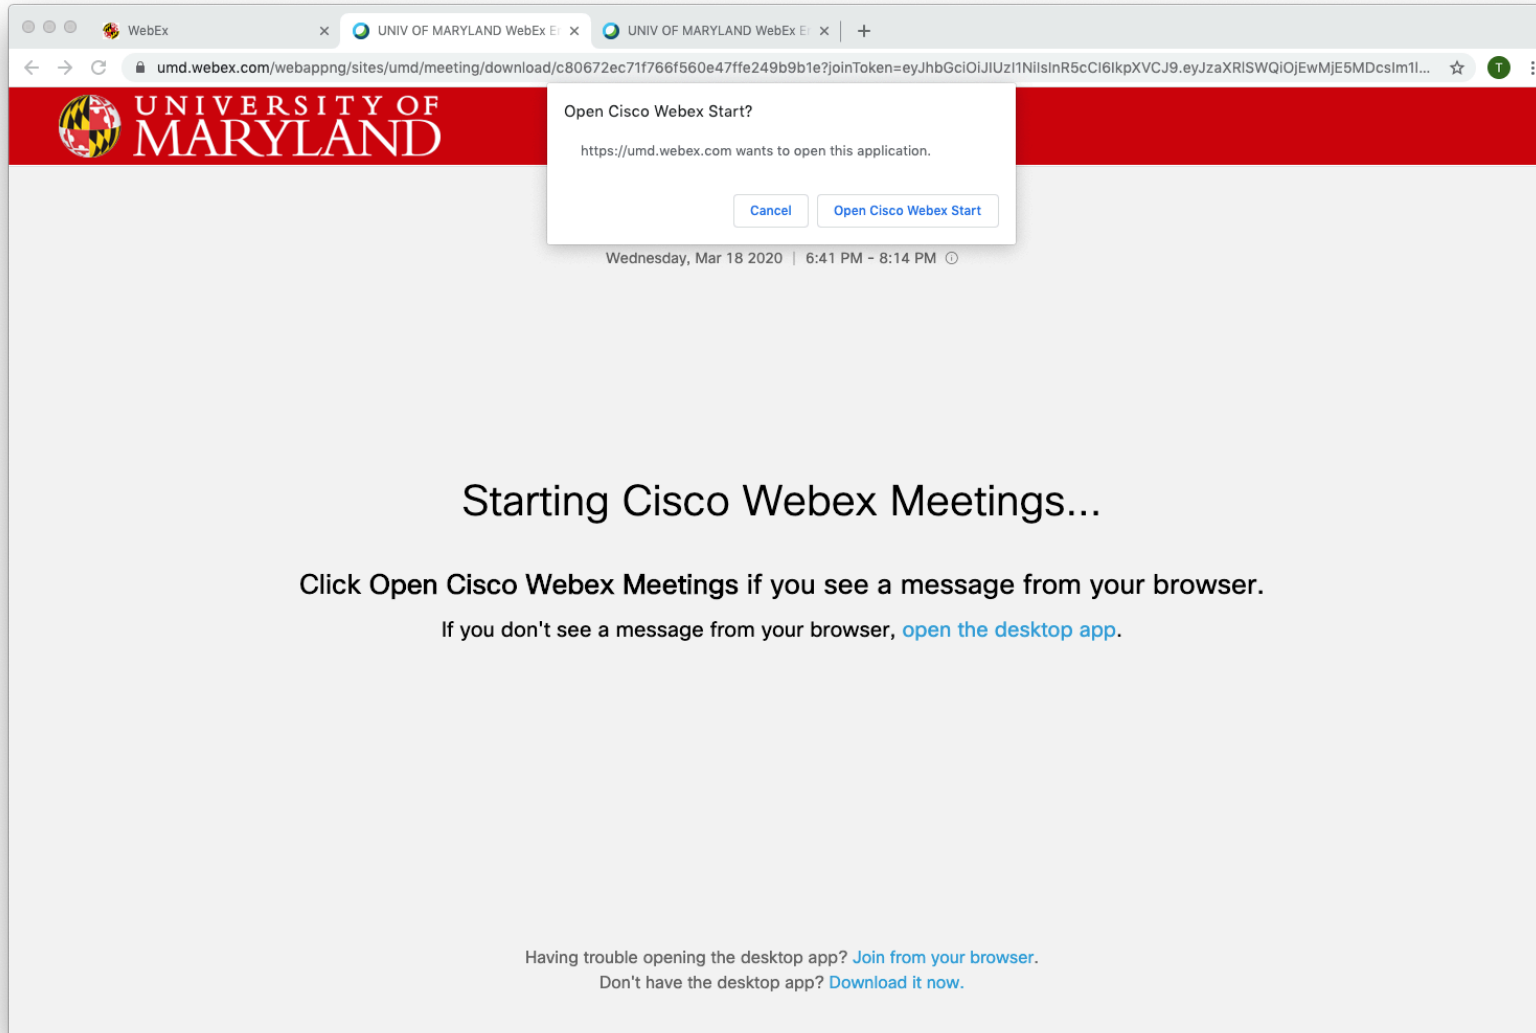 WebEx
UNIV OF MARYLAND WebEx E
UNIV OF MARYLAND WebEx E
umd.webex.com/webappng/sites/umd/meeting/download/c80672ec71f766f560e47ffe249b9b1e?joinToken=eyJhbGciOiJIUzI1NiIsInR5cCI6IkpXVCJ9.eyJzaXRlSWQiOjEwMjE5MDcsIm1l...
T
UNIVERSITY OF
MARYLAND
Open Cisco Webex Start?
https://umd.webex.com wants to open this application.
Cancel
Open Cisco Webex Start
Wednesday, Mar 18 2020 | 6:41 PM - 8:14 PM
Starting Cisco Webex Meetings...
Click Open Cisco Webex Meetings if you see a message from your browser.
If you don't see a message from your browser, open the desktop app.
Having trouble opening the desktop app? Join from your browser.
Don't have the desktop app? Download it now.